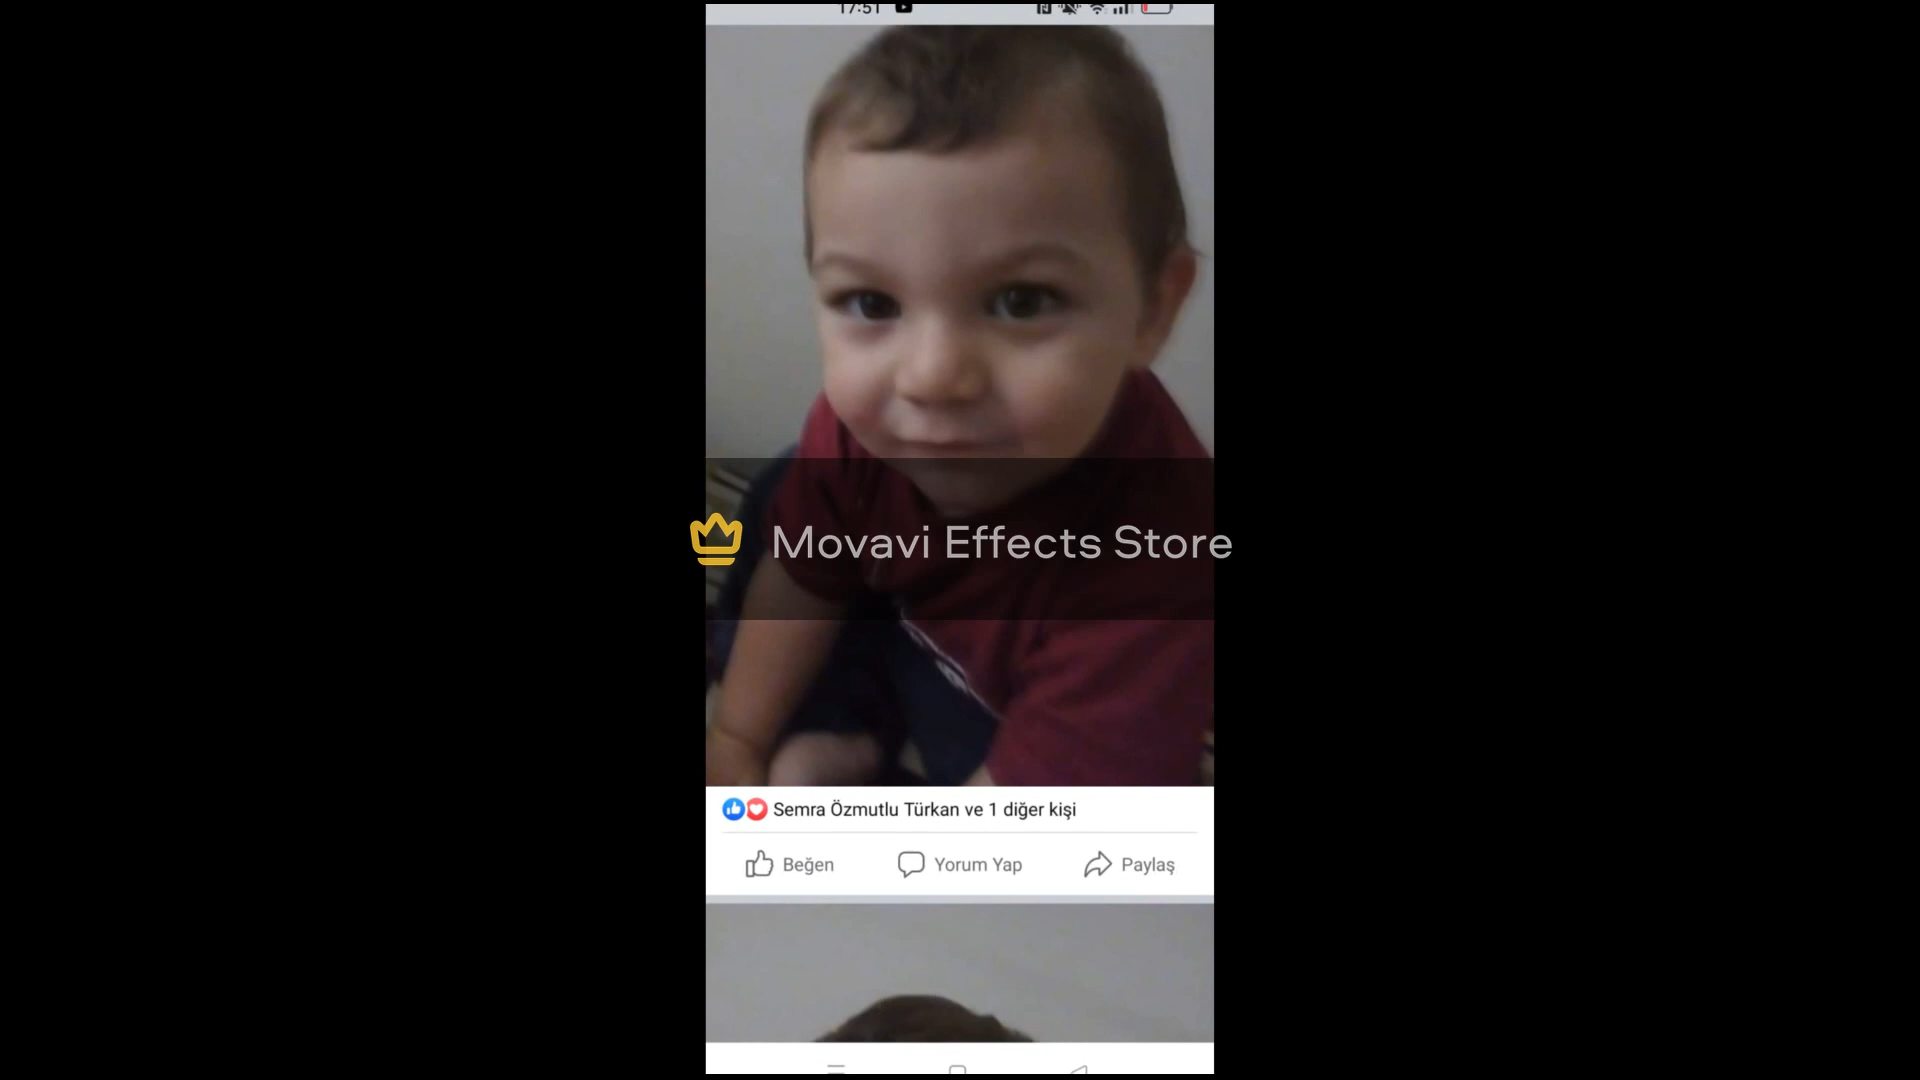 17:51
Movavi Effects Store
Semra Özmutlu Türkan ve 1 diğer kişi
Beğen
Yorum Yap
Paylaş